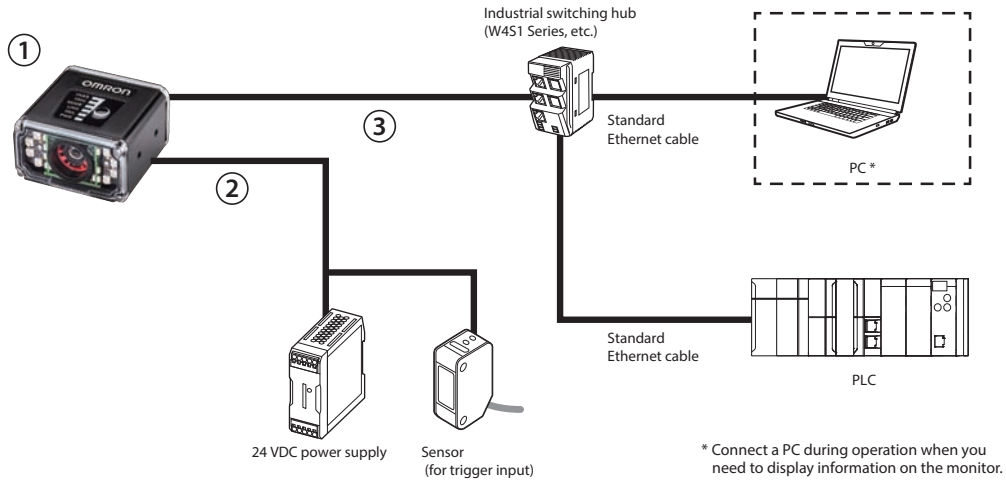 Industrial switching hub
(W4S1 Series, etc.)
1
OMRON
3
Standard
Ethernet cable
PC *
2
Standard
Ethernet cable
PLC
24 VDC power supply
Sensor
(for trigger input)
* Connect a PC during operation when you
need to display information on the monitor.